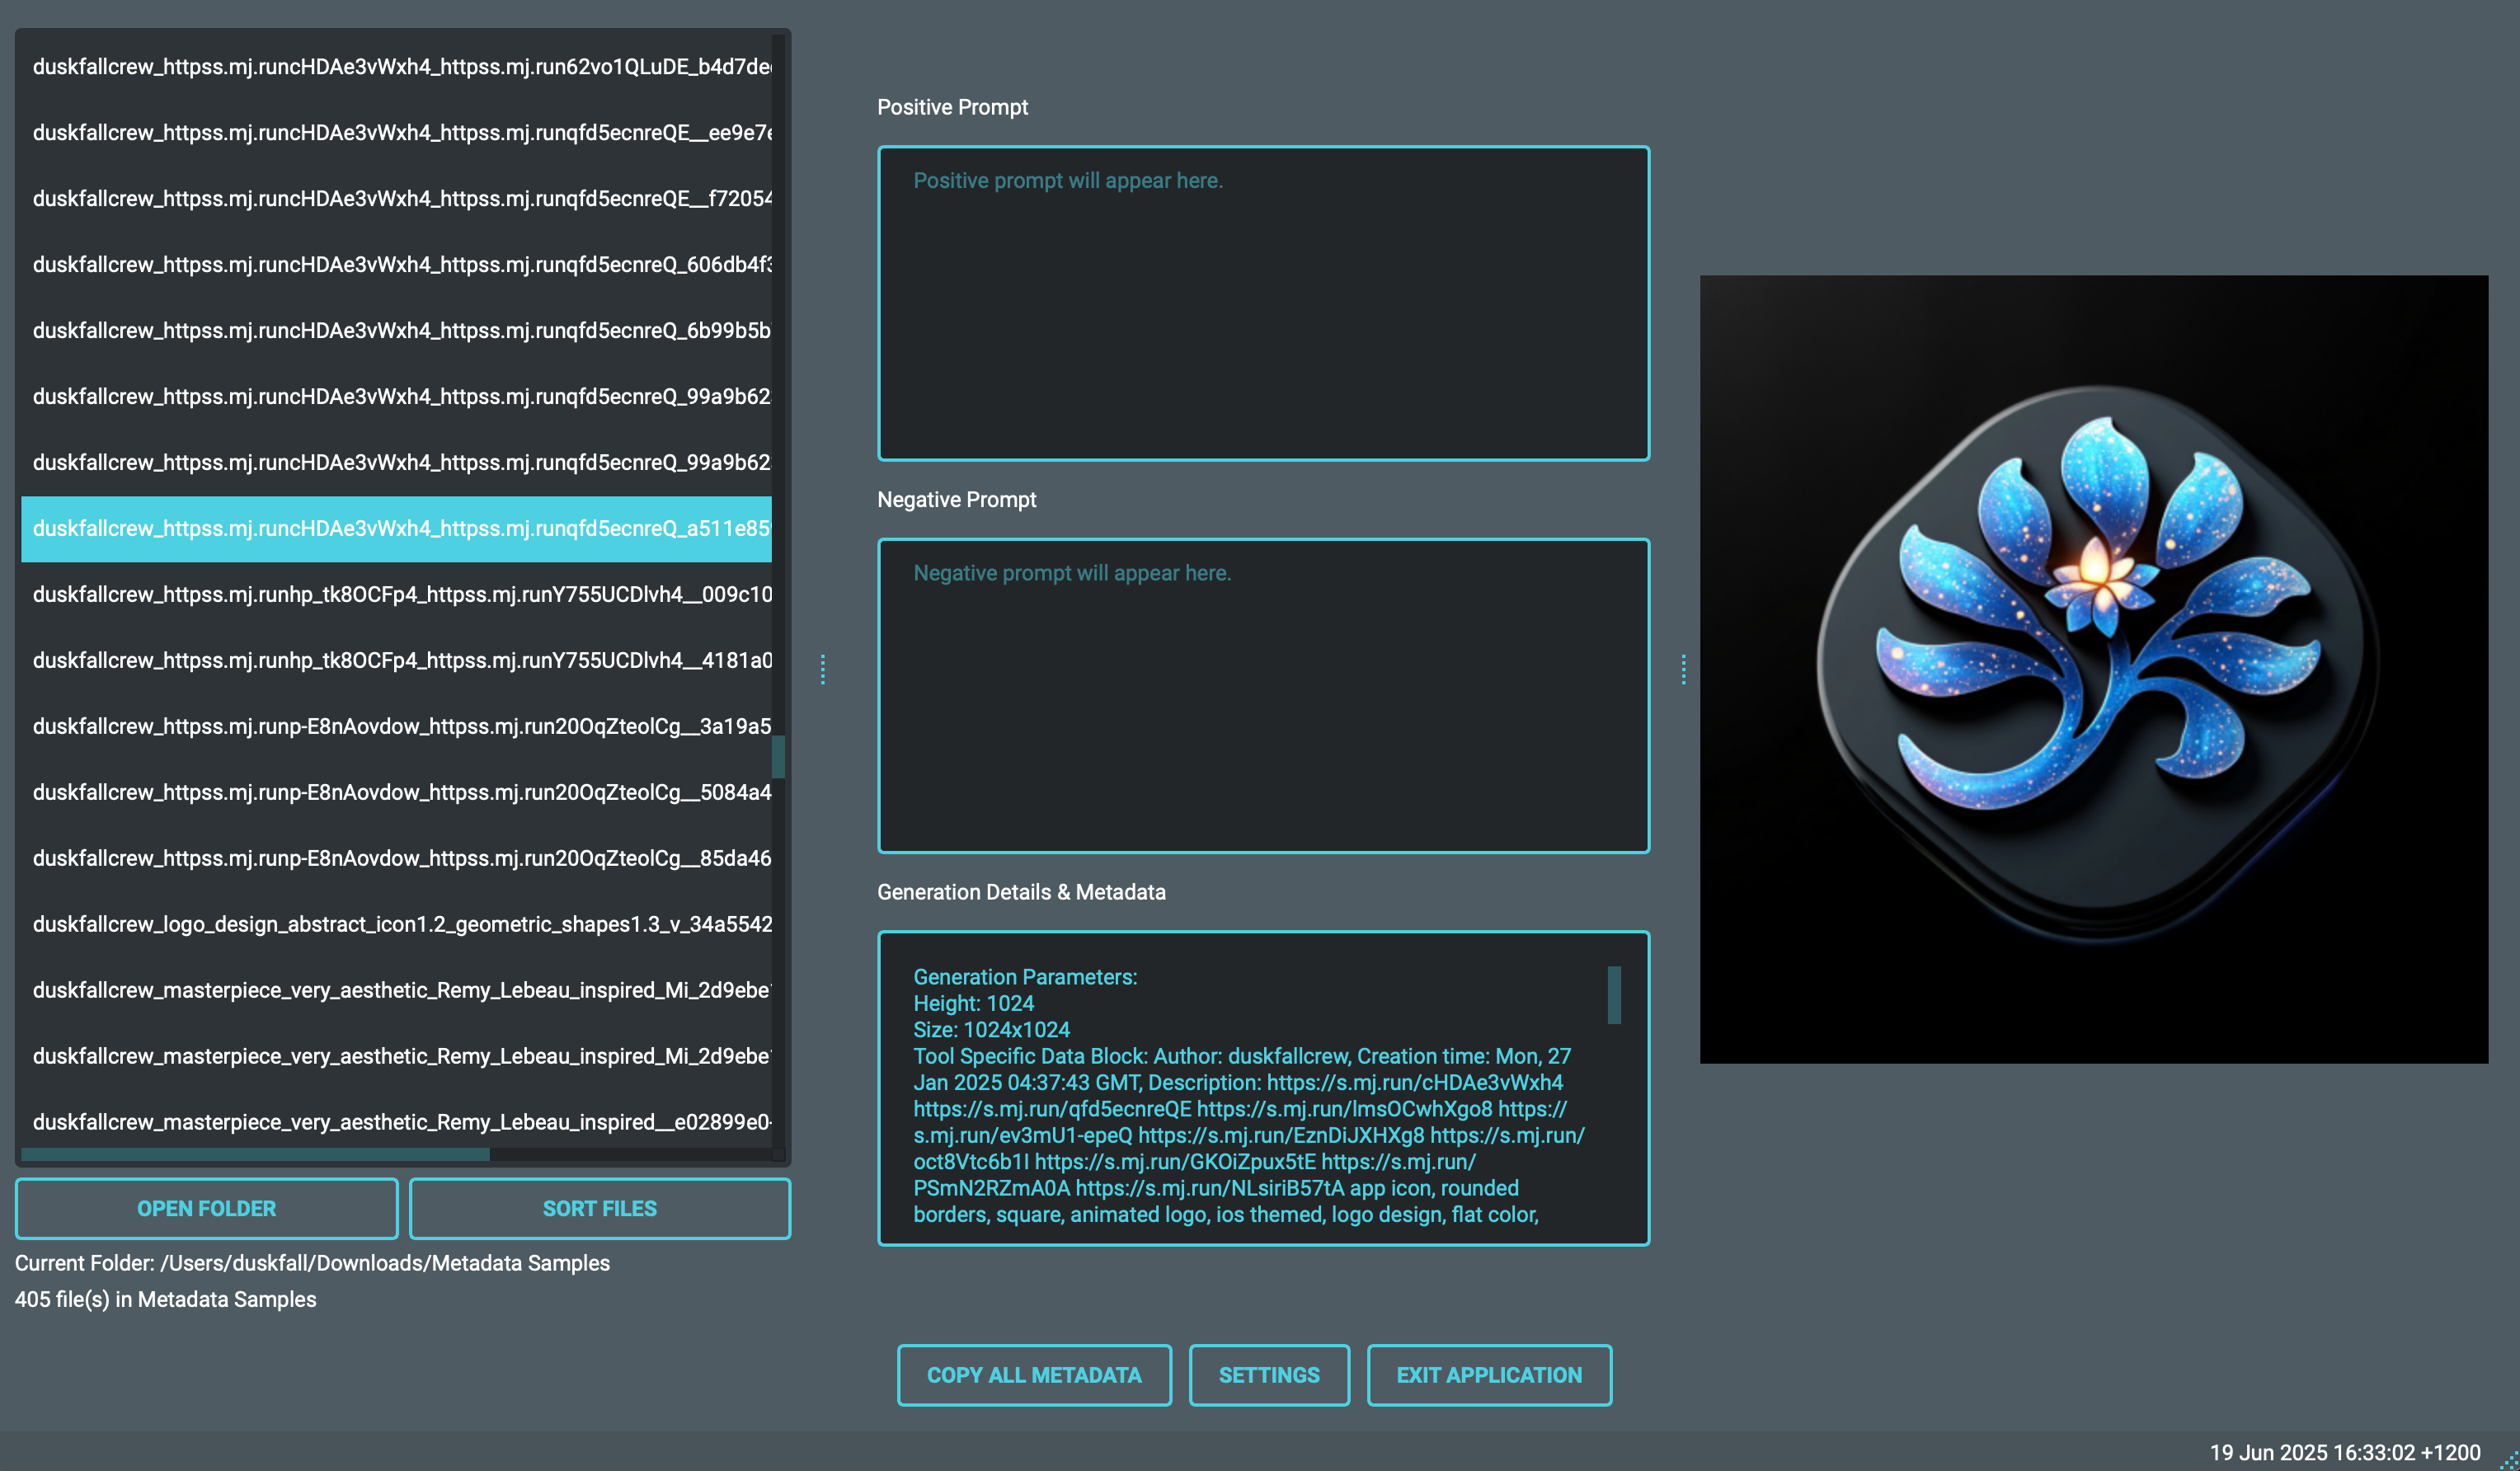 duskfallcrew_httpss.mj.runcHDAe3vWxh4_httpss.mj.run62vo1QLuDE_b4d7de
duskfallcrew_httpss.mj.runcHDAe3vWxh4_httpss.mj.runqfd5ecnreQE__ee9e7e
duskfallcrew_httpss.mj.runcHDAe3vWxh4_httpss.mj.runqfd5ecnreQE__f72054
duskfallcrew_httpss.mj.runcHDAe3vWxh4_httpss.mj.runqfd5ecnreQ_606db4f3
duskfallcrew_httpss.mj.runcHDAe3vWxh4_httpss.mj.runqfd5ecnreQ_6b99b5b
duskfallcrew_httpss.mj.runcHDAe3vWxh4_httpss.mj.runqfd5ecnreQ_99a9b62
duskfallcrew_httpss.mj.runcHDAe3vWxh4_httpss.mj.runqfd5ecnreQ_99a9b62
duskfallcrew_httpss.mj.runcHDAe3vWxh4_httpss.mj.runqfd5ecnreQ_a511e85
duskfallcrew_httpss.mj.runhp_tk8OCFp4_httpss.mj.runY755UCDlvh4__009c10
duskfallcrew_httpss.mj.runhp_tk8OCFp4_httpss.mj.runY755UCDlvh4__4181a0
duskfallcrew_httpss.mj.runp-E8nAovdow_httpss.mj.run20OqZteolCg__3a19a5
duskfallcrew_httpss.mj.runp-E8nAovdow_httpss.mj.run20OqZteolCg__5084a4
duskfallcrew_httpss.mj.runp-E8nAovdow_httpss.mj.run20OqZteolCg__85da46
duskfallcrew_logo_design_abstract_icon1.2_geometric_shapes1.3_v_34a5542
duskfallcrew_masterpiece_very_aesthetic_Remy_Lebeau_inspired_Mi_2d9ebe
duskfallcrew_masterpiece_very_aesthetic_Remy_Lebeau_inspired_Mi_2d9ebe
duskfallcrew_masterpiece_very_aesthetic_Remy_Lebeau_inspired__e02899e0-
OPEN FOLDER
SORT FILES
Current Folder: /Users/duskfall/Downloads/Metadata Samples
405 file(s) in Metadata Samples
Positive Prompt
Positive prompt will appear here.
Negative Prompt
Negative prompt will appear here.
Generation Details & Metadata
Generation Parameters:
Height: 1024
Size: 1024x1024
Tool Specific Data Block: Author: duskfallcrew, Creation time: Mon, 27
Jan 2025 04:37:43 GMT, Description: https://s.mj.run/cHDAe3vWxh4
https://s.mj.run/qfd5ecnreQE https://s.mj.run/lmsOCwhXgo8 https://
s.mj.run/ev3mU1-epeQ https://s.mj.run/EznDiJXHXg8 https://s.mj.run/
oct8Vtc6b1I https://s.mj.run/GKOiZpux5tE https://s.mj.run/
PSmN2RZmA0A https://s.mj.run/NLsiriB57tA app icon, rounded
borders, square, animated logo, ios themed, logo design, flat color,
COPY ALL METADATA
SETTINGS
EXIT APPLICATION
19 Jun 2025 16:33:02 +1200